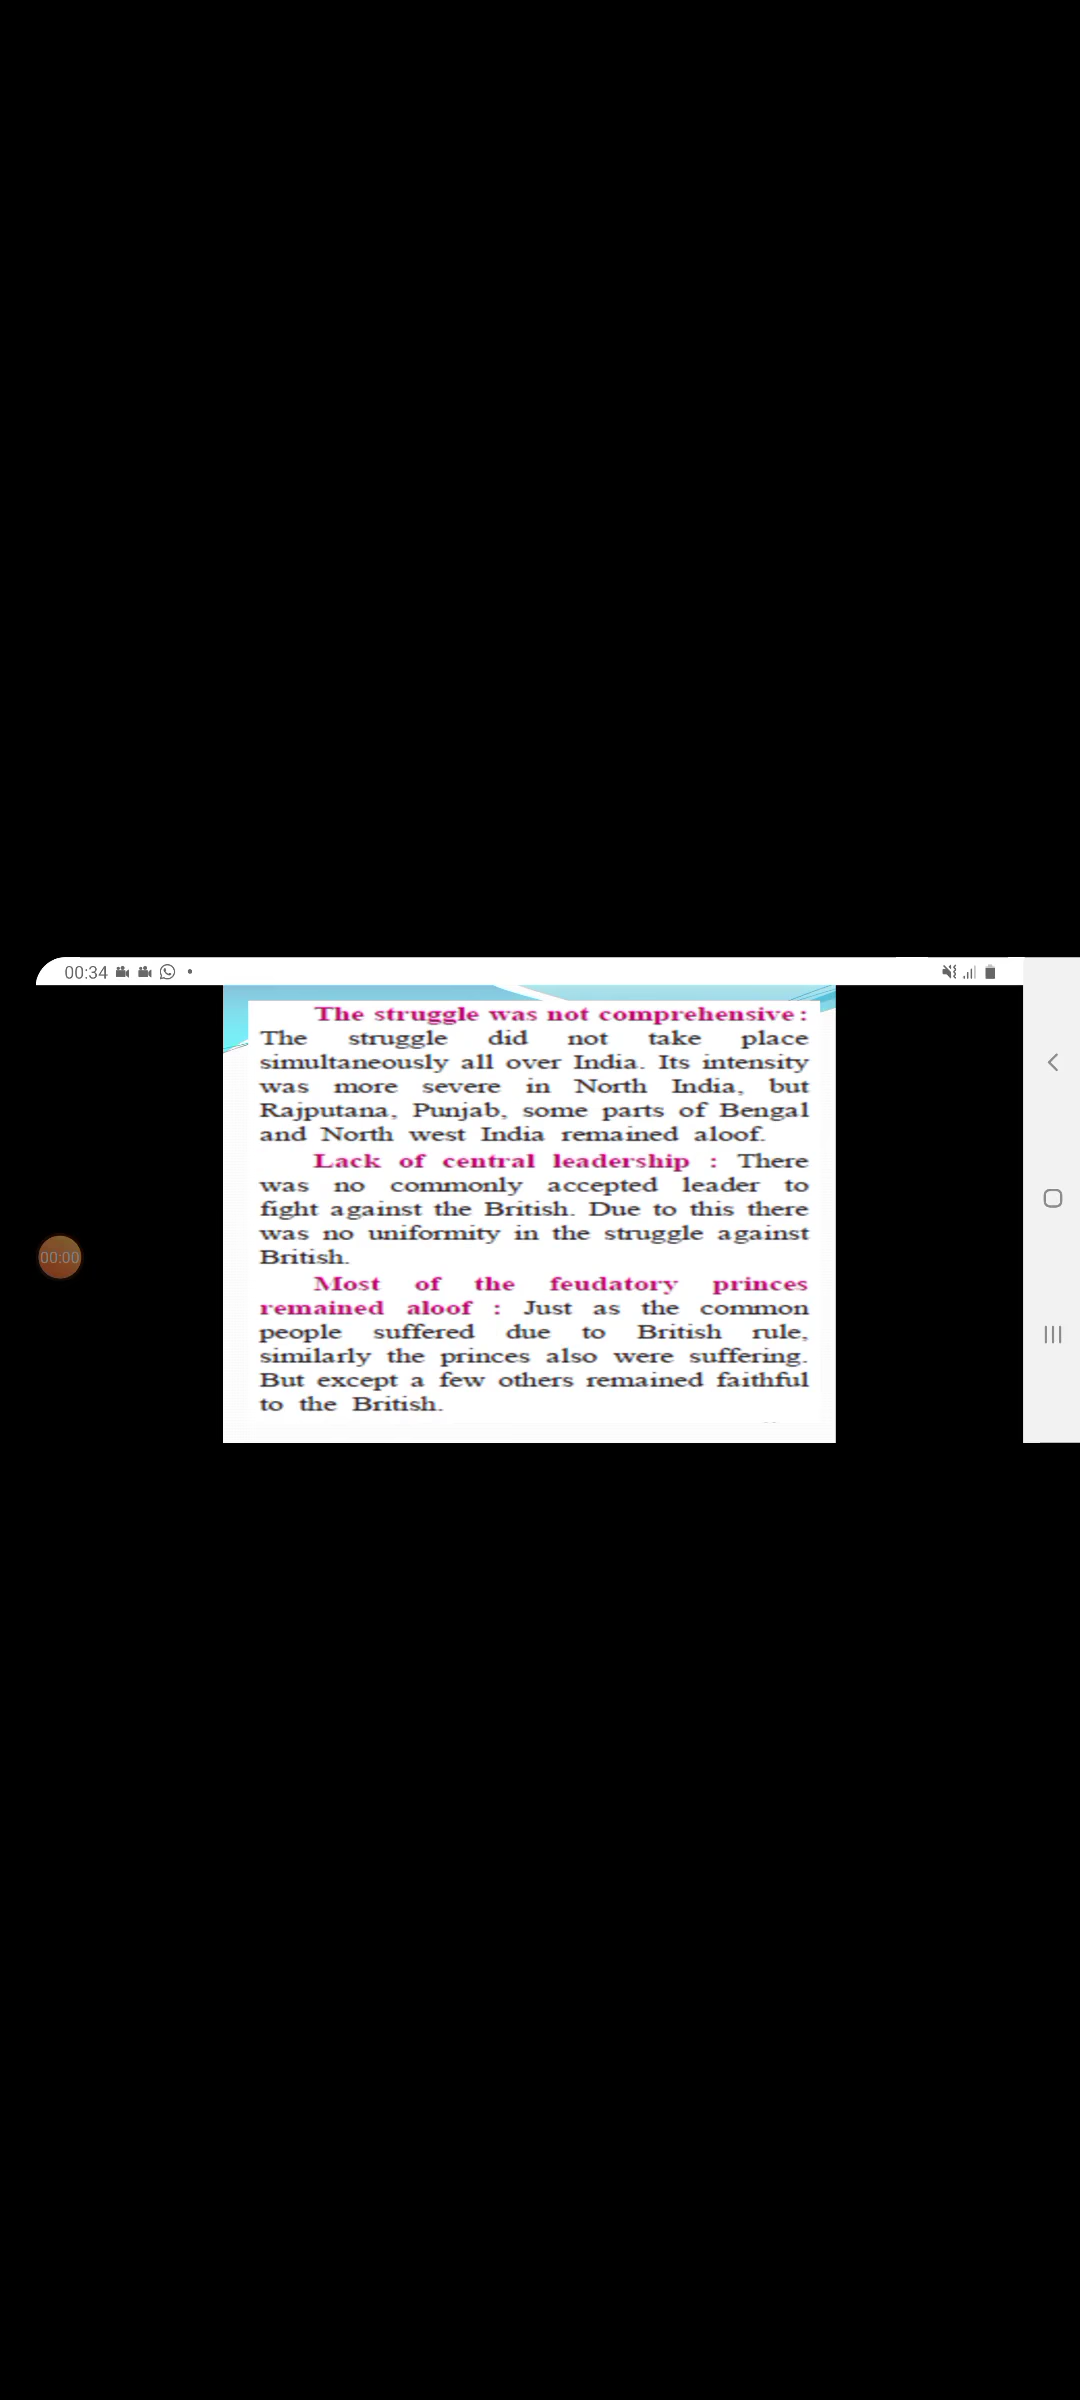 00:34
The struggle was not comprehensive :
The struggle did not take place
simultaneously all over India. Its intensity
was more severe in North India, but
Rajputana, Punjab, some parts of Bengal
and North west India remained aloof.
Lack of central leadership : There
was no commonly accepted leader to
fight against the British. Due to this there
was no uniformity in the struggle against
British.
Most of the feudatory princes
remained aloof : Just as the common
people suffered due to British rule,
similarly the princes also were suffering.
But except a few others remained faithful
to the British.
00:00